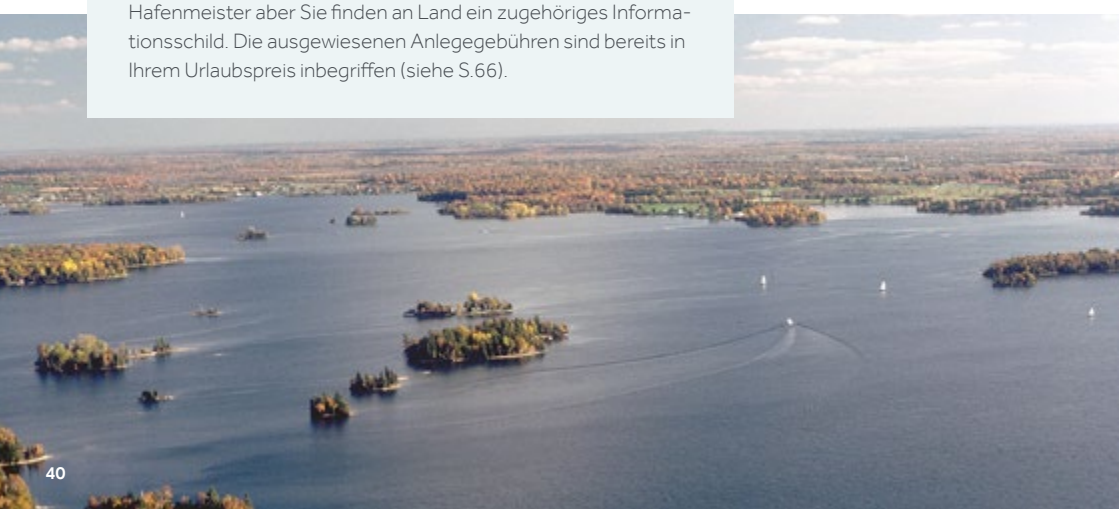 Hafenmeister aber Sie finden an Land ein zugehöriges Informa-
tionsschild. Die ausgewiesenen Anlegegebühren sind bereits in
Ihrem Urlaubspreis inbegriffen (siehe S.66).
40